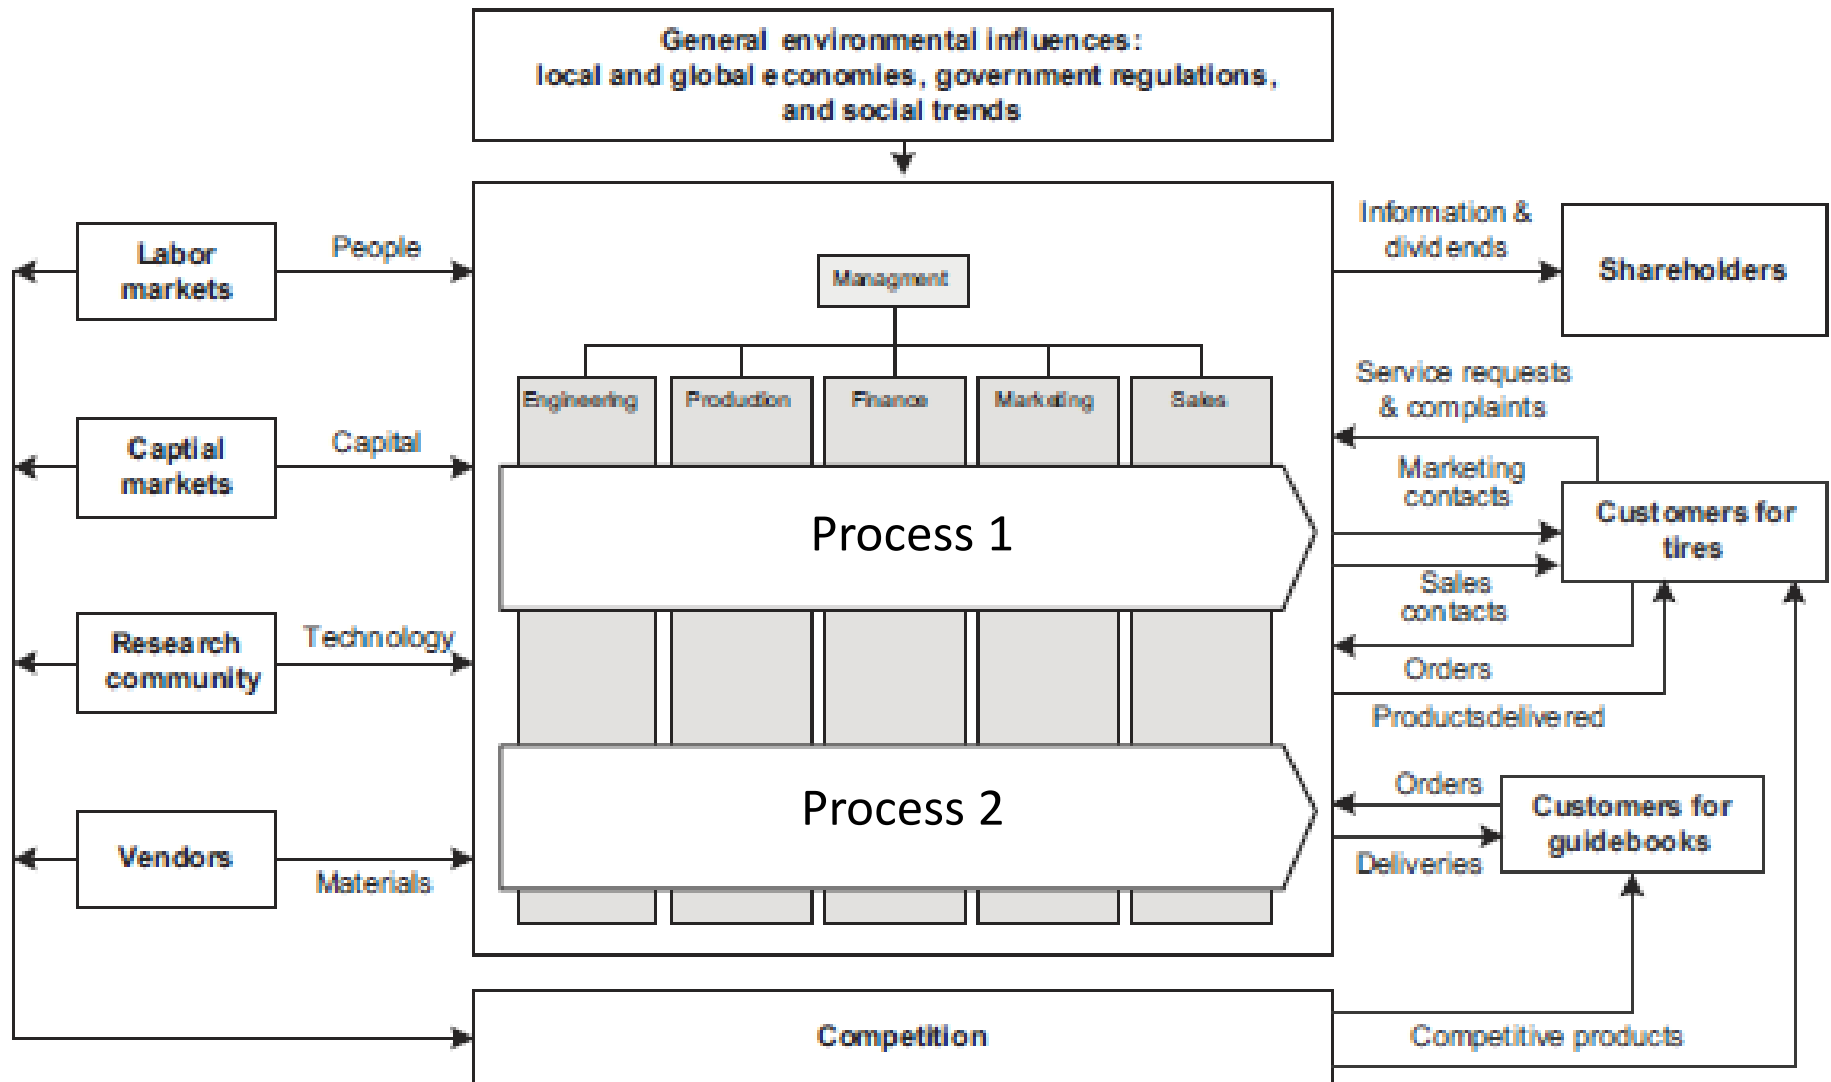 General environmental influences:
local and global economies, government regulations,
and social trends
Labor
markets
People
Managment
Information &
dividends
Shareholders
Engineering
Production
Finance
Marketing
Sales
Service requests
& complaints
Captial
markets
Capital
Marketing
contacts
Process 1
Customers for
tires
Sales
contacts
Research
community
Technology
Orders
Productsdelivered
Process 2
Orders
Customers for
guidebooks
Deliveries
Vendors
Materials
Competition
Competitive products